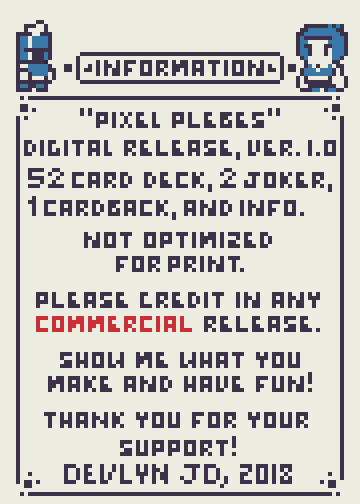 INFORMATION
"PIXEL PLEBES"
DIGITAL RELEASE, VER. 1.0
52 CARD DECK, 2 JOKER,
1 CARDBACK, AND INFO.
NOT OPTIMIZED
FOR PRINT.
PLEASE CREDIT IN ANY
COMMERCIAL RELEASE.
SHOW ME WHAT YOU
MAKE AND HAVE FUN!
THANK YOU FOR YOUR
SUPPORT!
DEVLYN JD, 2018